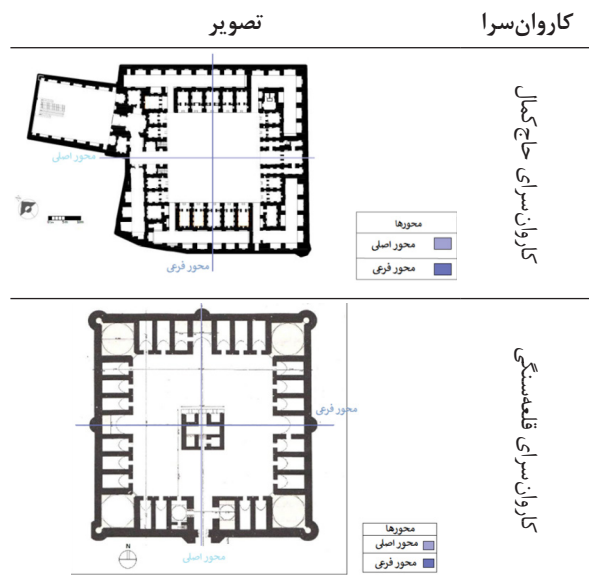 کاروان‌سرا تصویر
کاروان‌سرای حاج کمال
محور اصلی
محور فرعی
محورها
محور اصلی
محور فرعی
کاروان‌سرای قلعه‌سنگی
محور فرعی
محور اصلی
N
محورها
محور اصلی
محور فرعی